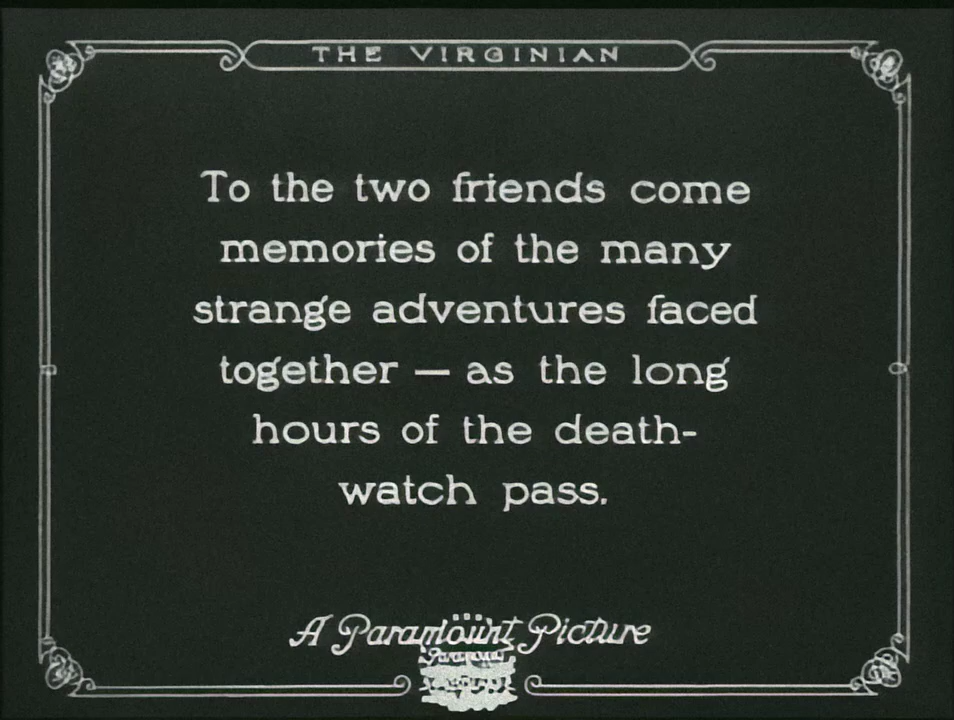 THE VIRGINIAN
To the two friends come
memories of the many
strange adventures faced
together — as the long
hours of the death-
watch pass.
A Paramount Picture